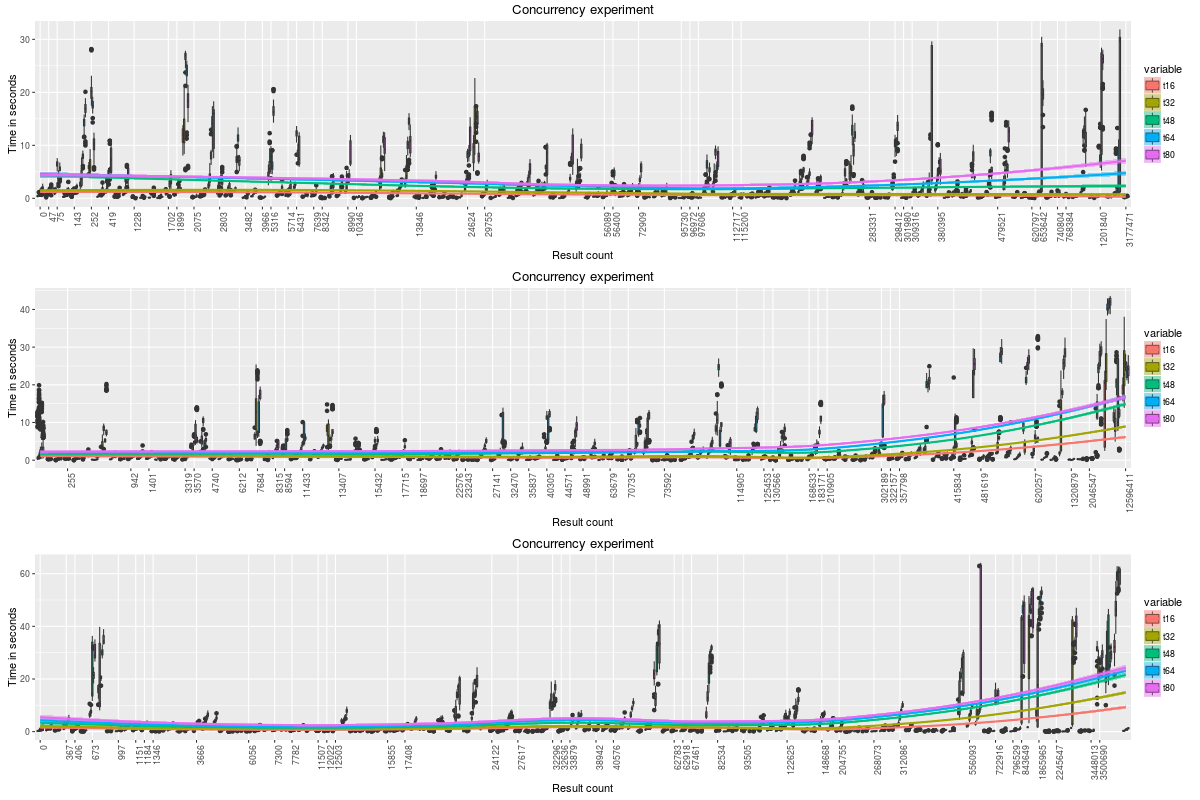 Concurrency experiment
Time in seconds
30
20
10
0
0 47 75 143 252 419 1228 1702 1899 2075 2803 3482 3966 5316 5714 6431 7639 8342 8990 10346 13846 24624 29755 56089 56400 72909 95730 96972 97506 112717 115200 283331 298412 301980 309316 380395 479521 620797 653642 740804 768384 1201840 3177471
Result count
variable
t16
t32
t48
t64
t80
Concurrency experiment
Time in seconds
40
30
20
10
0
255 942 1401 3319 3570 4740 6212 7684 8315 8594 11433 13407 15432 17715 18697 22576 23243 27141 32470 35837 40305 44571 48991 63679 70735 73592 114905 125453 130566 168633 183171 210905 302189 322157 357798 415834 481619 620257 1320879 2046547 12596411
Result count
variable
t16
t32
t48
t64
t80
Concurrency experiment
Time in seconds
60
40
20
0
0 367 406 673 997 1151 1184 1346 3666 6065 7300 7782 11507 12022 12503 15855 17408 24122 27617 32296 32636 33879 38942 40576 62783 62918 67461 82534 93005 122625 148668 204755 268073 312086 556093 722916 796529 843649 1865965 2245647 3448013 3500690
Result count
variable
t16
t32
t48
t64
t80